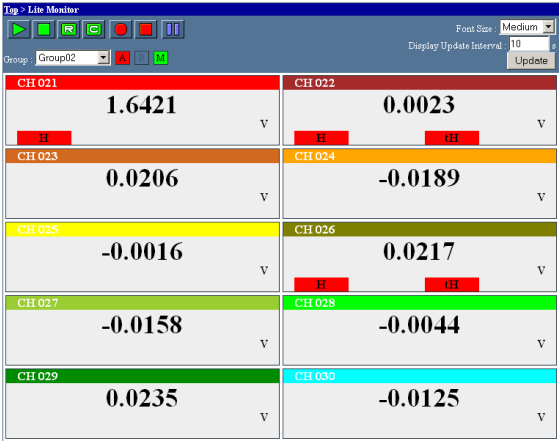 Top > Lite Monitor
R C
Font Size : Medium
Display Update Interval : 10 s
Group : Group02 A E M
Update
CH 021
1.6421
V
H
CH 022
0.0023
V
H tH
CH 023
0.0206
V
CH 024
-0.0189
V
CH 025
-0.0016
V
CH 026
0.0217
V
H tH
CH 027
-0.0158
V
CH 028
-0.0044
V
CH 029
0.0235
V
CH 030
-0.0125
V